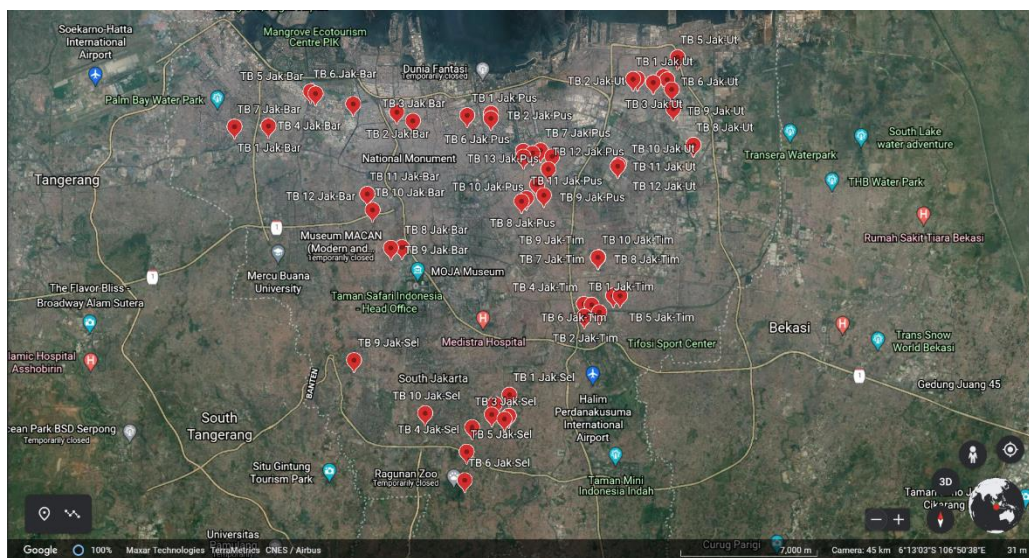 Soekarno-Hatta
International
Airport
Mangrove Ecotourism
Centre PIK
Dunia Fantasi
Temporarily closed
TB 5 Jak-Ut
TB 1 Jak-Ut
TB 2 Jak-Ut
TB 6 Jak-Ut
TB 3 Jak-Ut
TB 9 Jak-Ut
TB 8 Jak-Ut
TB 5 Jak-Bar
TB 6 Jak-Bar
Palm Bay Water Park
TB 7 Jak-Bar
TB 4 Jak-Bar
TB 3 Jak-Bar
TB 1 Jak-Bar
TB 2 Jak-Bar
TB 1 Jak-Pus
TB 2 Jak-Pus
TB 6 Jak-Pus
TB 7 Jak-Pus
TB 12 Jak-Pus
TB 13 Jak-Pus
National Monument
TB 10 Jak-Ut
TB 11 Jak-Ut
TB 12 Jak-Ut
Transera Waterpark
South Lake
water adventure
THB Water Park
Rumah Sakit Tiara Bekasi
Tangerang
TB 11 Jak-Bar
TB 12 Jak-Bar
TB 10 Jak-Bar
TB 10 Jak-Pus
TB 11 Jak-Pus
TB 9 Jak-Pus
TB 8 Jak-Pus
1
Museum MACAN
(Modern and...
Temporarily closed
TB 8 Jak-Bar
TB 9 Jak-Bar
TB 9 Jak-Tim
TB 10 Jak-Tim
TB 7 Jak-Tim
TB 8 Jak-Tim
Mercu Buana
University
MOJA Museum
1
The Flavor Bliss -
Broadway Alam Sutera
Taman Safari Indonesia
- Head Office
TB 4 Jak-Tim
TB 1 Jak-Tim
TB 6 Jak-Tim
TB 5 Jak-Tim
TB 2 Jak-Tim
Medistra Hospital
Tifosi Sport Center
Bekasi
Trans Snow
World Bekasi
lamic Hospital
Asshobirin
TB 9 Jak-Sel
BANTEN
South Jakarta
TB 1 Jak-Sel
TB 10 Jak-Sel
TB 3 Jak-Sel
TB 4 Jak-Sel
TB 5 Jak-Sel
TB 6 Jak-Sel
Halim
Perdanakusuma
International
Airport
1
Gedung Juang 45
South
Tangerang
cean Park BSD Serpong
Temporarily closed
Situ Gintung
Tourism Park
Ragunan Zoo
Temporarily closed
Taman Mini
Indonesia Indah
3D
Cikarang
Universitas
Pamulang
Curug Parigi
Google
100%
Maxar Technologies TerraMetrics CNES / Airbus
7,000 m
Camera: 45 km 6°13'03"S 106°50'38"E
31 m